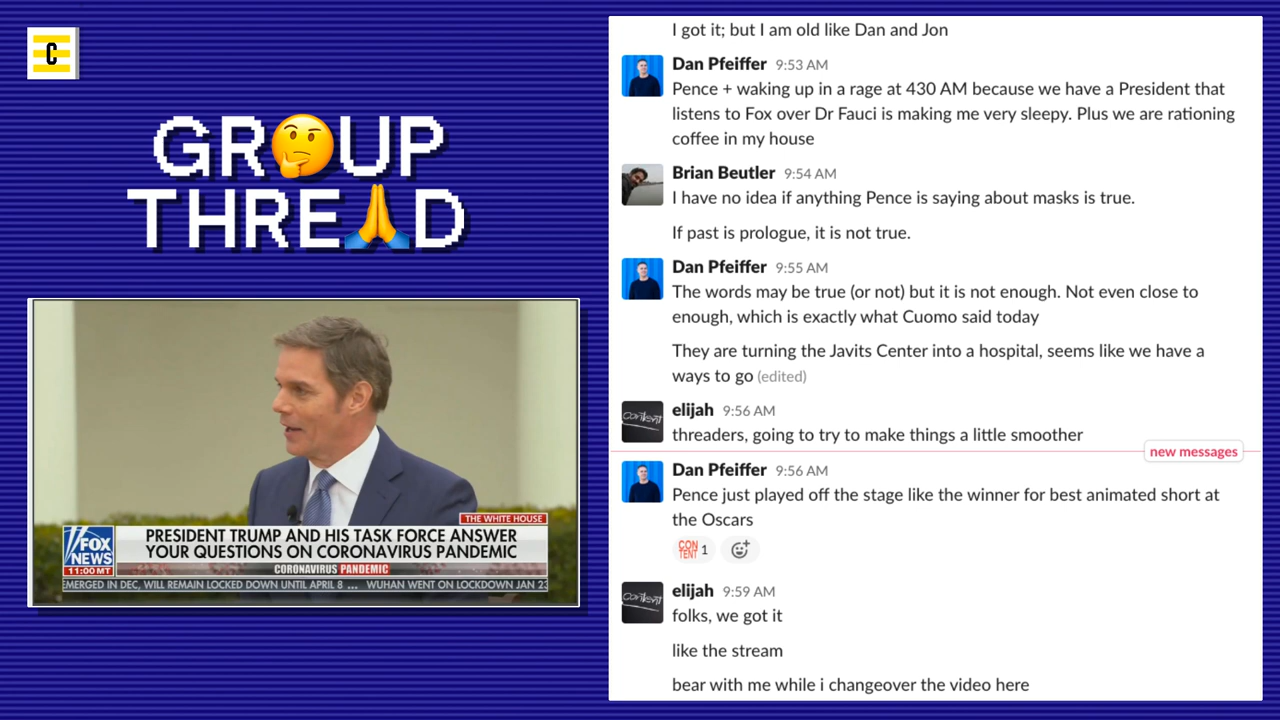 C
GR🤔UP
THRE🙏D
THE WHITE HOUSE
FOX
NEWS
11:00 MT
PRESIDENT TRUMP AND HIS TASK FORCE ANSWER
YOUR QUESTIONS ON CORONAVIRUS PANDEMIC
CORONAVIRUS PANDEMIC
EMERGED IN DEC, WILL REMAIN LOCKED DOWN UNTIL APRIL 8 ... WUHAN WENT ON LOCKDOWN JAN 23
I got it; but I am old like Dan and Jon
Dan Pfeiffer 9:53 AM
Pence + waking up in a rage at 430 AM because we have a President that
listens to Fox over Dr Fauci is making me very sleepy. Plus we are rationing
coffee in my house
Brian Beutler 9:54 AM
I have no idea if anything Pence is saying about masks is true.
If past is prologue, it is not true.
Dan Pfeiffer 9:55 AM
The words may be true (or not) but it is not enough. Not even close to
enough, which is exactly what Cuomo said today
They are turning the Javits Center into a hospital, seems like we have a
ways to go (edited)
content
elijah 9:56 AM
threaders, going to try to make things a little smoother
new messages
Dan Pfeiffer 9:56 AM
Pence just played off the stage like the winner for best animated short at
the Oscars
CON
TENT 1
content
elijah 9:59 AM
folks, we got it
like the stream
bear with me while i changeover the video here